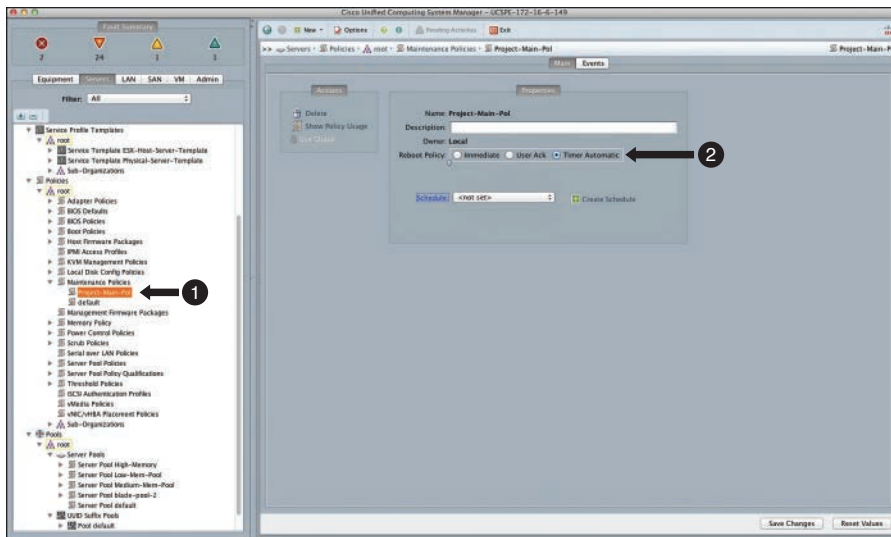 Cisco Unified Computing System Manager - UCSPE-172-16-6-149
Fault Summary
2 24 1 1
Equipment Servers LAN SAN VM Admin
Filter: All
Service Profile Templates
root
Service Template ESX-Host-Server-Template
Service Template Physical-Server-Template
Sub-Organizations
Policies
root
Adapter Policies
BIOS Defaults
BIOS Policies
Boot Policies
Host Firmware Packages
IPMI Access Profiles
KVM Management Policies
Local Disk Config Policies
Maintenance Policies
Project-Main-Pol
default
Management Firmware Packages
Memory Policy
Power Control Policies
Scrub Policies
Serial over LAN Policies
Server Pool Policies
Server Pool Policy Qualifications
Threshold Policies
iSCSI Authentication Profiles
vMedia Policies
vNIC/vHBA Placement Policies
Sub-Organizations
Pools
root
Server Pools
Server Pool High-Memory
Server Pool Low-Mem-Pool
Server Pool Medium-Mem-Pool
Server Pool blade-pool-2
Server Pool default
UUID Suffix Pools
Pool default
1
New Options Pending Activities Exit
>> Servers Policies root Maintenance Policies Project-Main-Pol
Project-Main-P
Main Events
Actions
Delete
Show Policy Usage
Use Global
Properties
Name: Project-Main-Pol
Description:
Owner: Local
Reboot Policy: Immediate User Ack Timer Automatic
2
Schedule: <not set> Create Schedule
Save Changes Reset Values